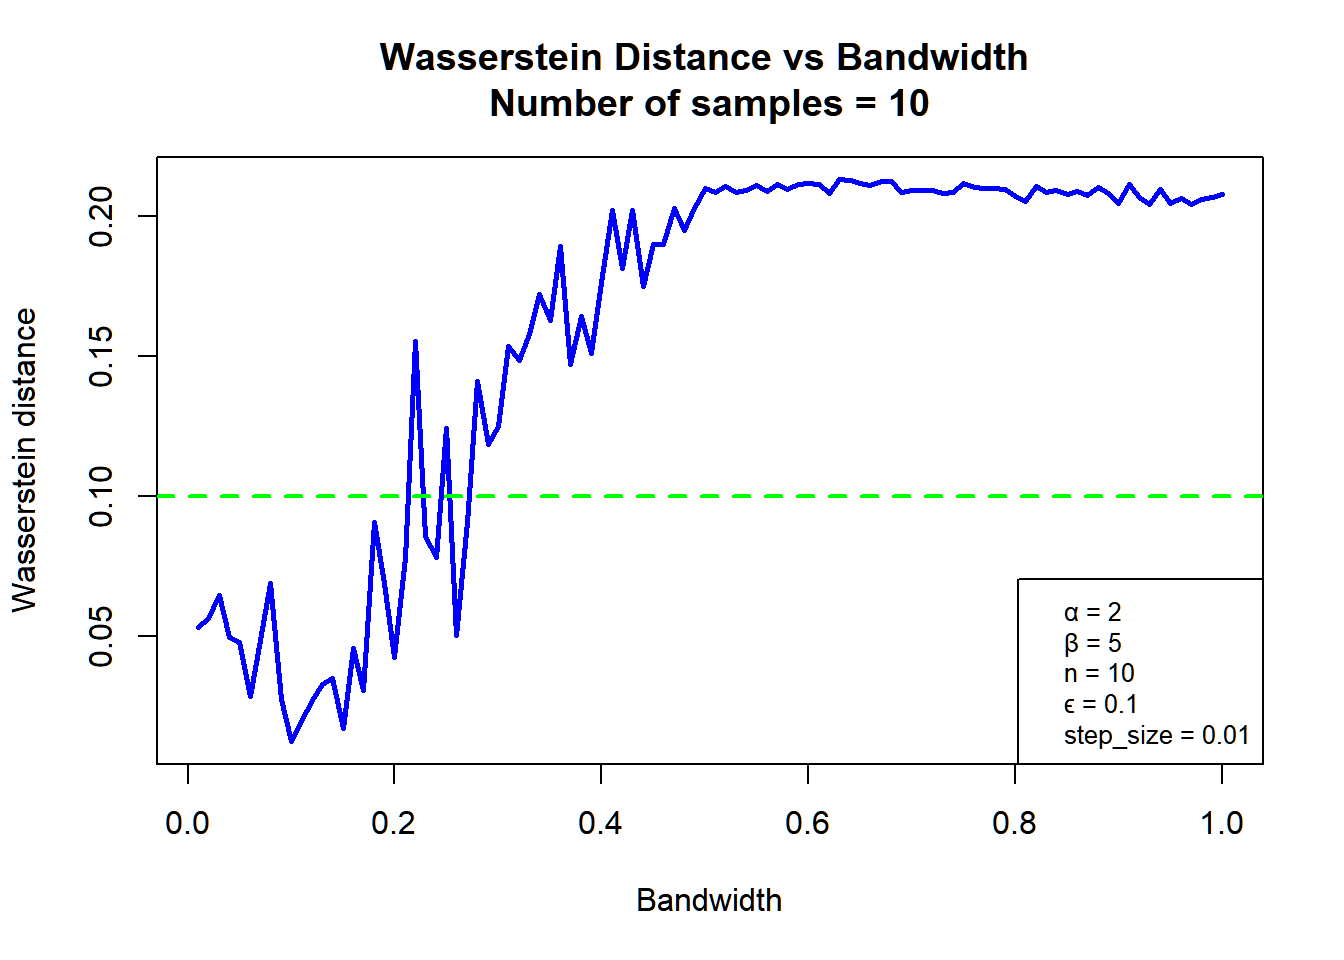 Wasserstein Distance vs Bandwidth
Number of samples = 10
Wasserstein distance
0.20
0.15
0.10
0.05
α = 2
β = 5
n = 10
ϵ = 0.1
step_size = 0.01
0.0 0.2 0.4 0.6 0.8 1.0
Bandwidth